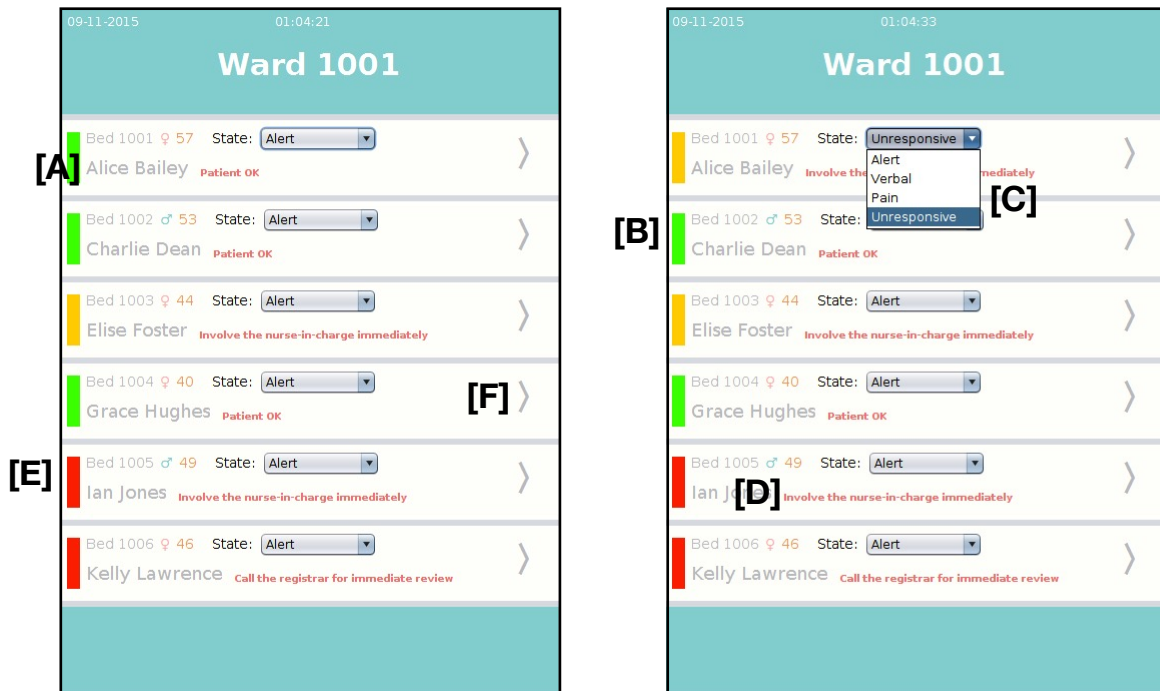 09-11-2015 01:04:21
Ward 1001
Bed 1001 ♀ 57 State: Alert
[A]
Alice Bailey Patient OK
Bed 1002 ♂ 53 State: Alert
Charlie Dean Patient OK
Bed 1003 ♀ 44 State: Alert
Elise Foster Involve the nurse-in-charge immediately
Bed 1004 ♀ 40 State: Alert
[F]
Grace Hughes Patient OK
Bed 1005 ♂ 49 State: Alert
[E]
Ian Jones Involve the nurse-in-charge immediately
Bed 1006 ♀ 46 State: Alert
Kelly Lawrence Call the registrar for immediate review
09-11-2015 01:04:33
Ward 1001
Bed 1001 ♀ 57 State: Unresponsive
Alert
Alice Bailey Involve the mediately
Verbal
Pain
[C]
Unresponsive
Bed 1002 ♂ 53 State:
[B]
Charlie Dean Patient OK
Bed 1003 ♀ 44 State: Alert
Elise Foster Involve the nurse-in-charge immediately
Bed 1004 ♀ 40 State: Alert
Grace Hughes Patient OK
Bed 1005 ♂ 49 State: Alert
Ian Jones [D] Involve the nurse-in-charge immediately
Bed 1006 ♀ 46 State: Alert
Kelly Lawrence Call the registrar for immediate review